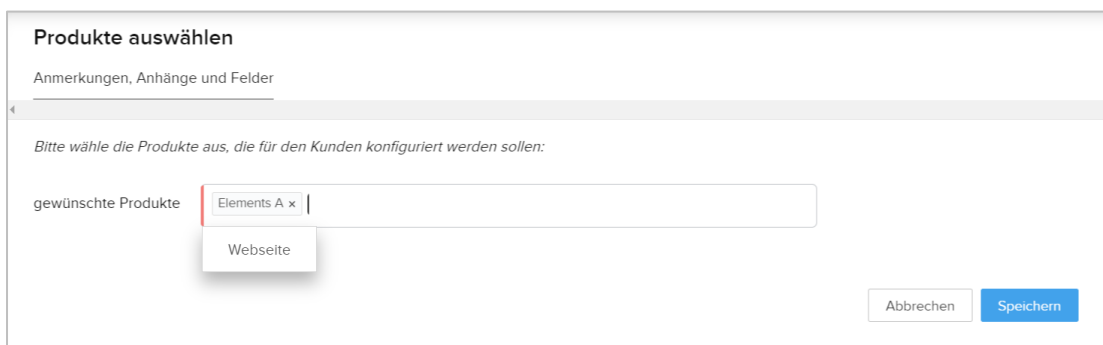 Produkte auswählen
Anmerkungen, Anhänge und Felder
Bitte wähle die Produkte aus, die für den Kunden konfiguriert werden sollen:
gewünschte Produkte Elements A ×
Webseite
Abbrechen Speichern